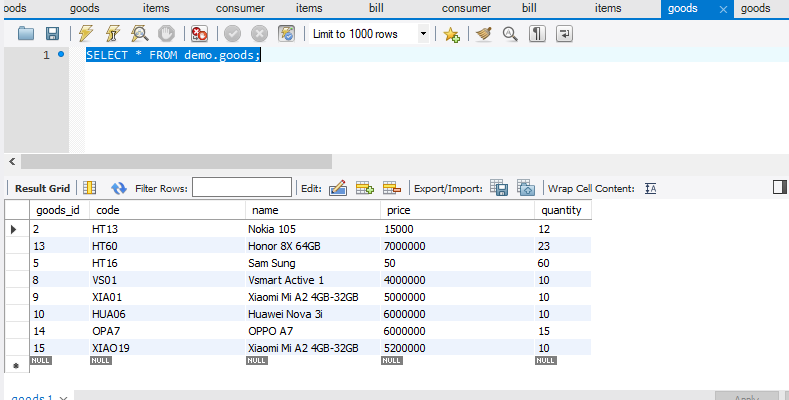 oods goods items consumer items bill consumer bill items goods goods
Limit to 1000 rows
1 SELECT * FROM demo.goods;
Result Grid Filter Rows: Edit: Export/Import: Wrap Cell Content:
goods_id code name price quantity
2 HT13 Nokia 105 15000 12
13 HT60 Honor 8X 64GB 7000000 23
5 HT16 Sam Sung 50 60
8 VS01 Vsmart Active 1 4000000 10
9 XIA01 Xiaomi Mi A2 4GB-32GB 5000000 10
10 HUA06 Huawei Nova 3i 6000000 10
14 OPA7 OPPO A7 6000000 15
15 XIAO19 Xiaomi Mi A2 4GB-32GB 5200000 10
NULL NULL NULL NULL NULL
goods 1 Apply